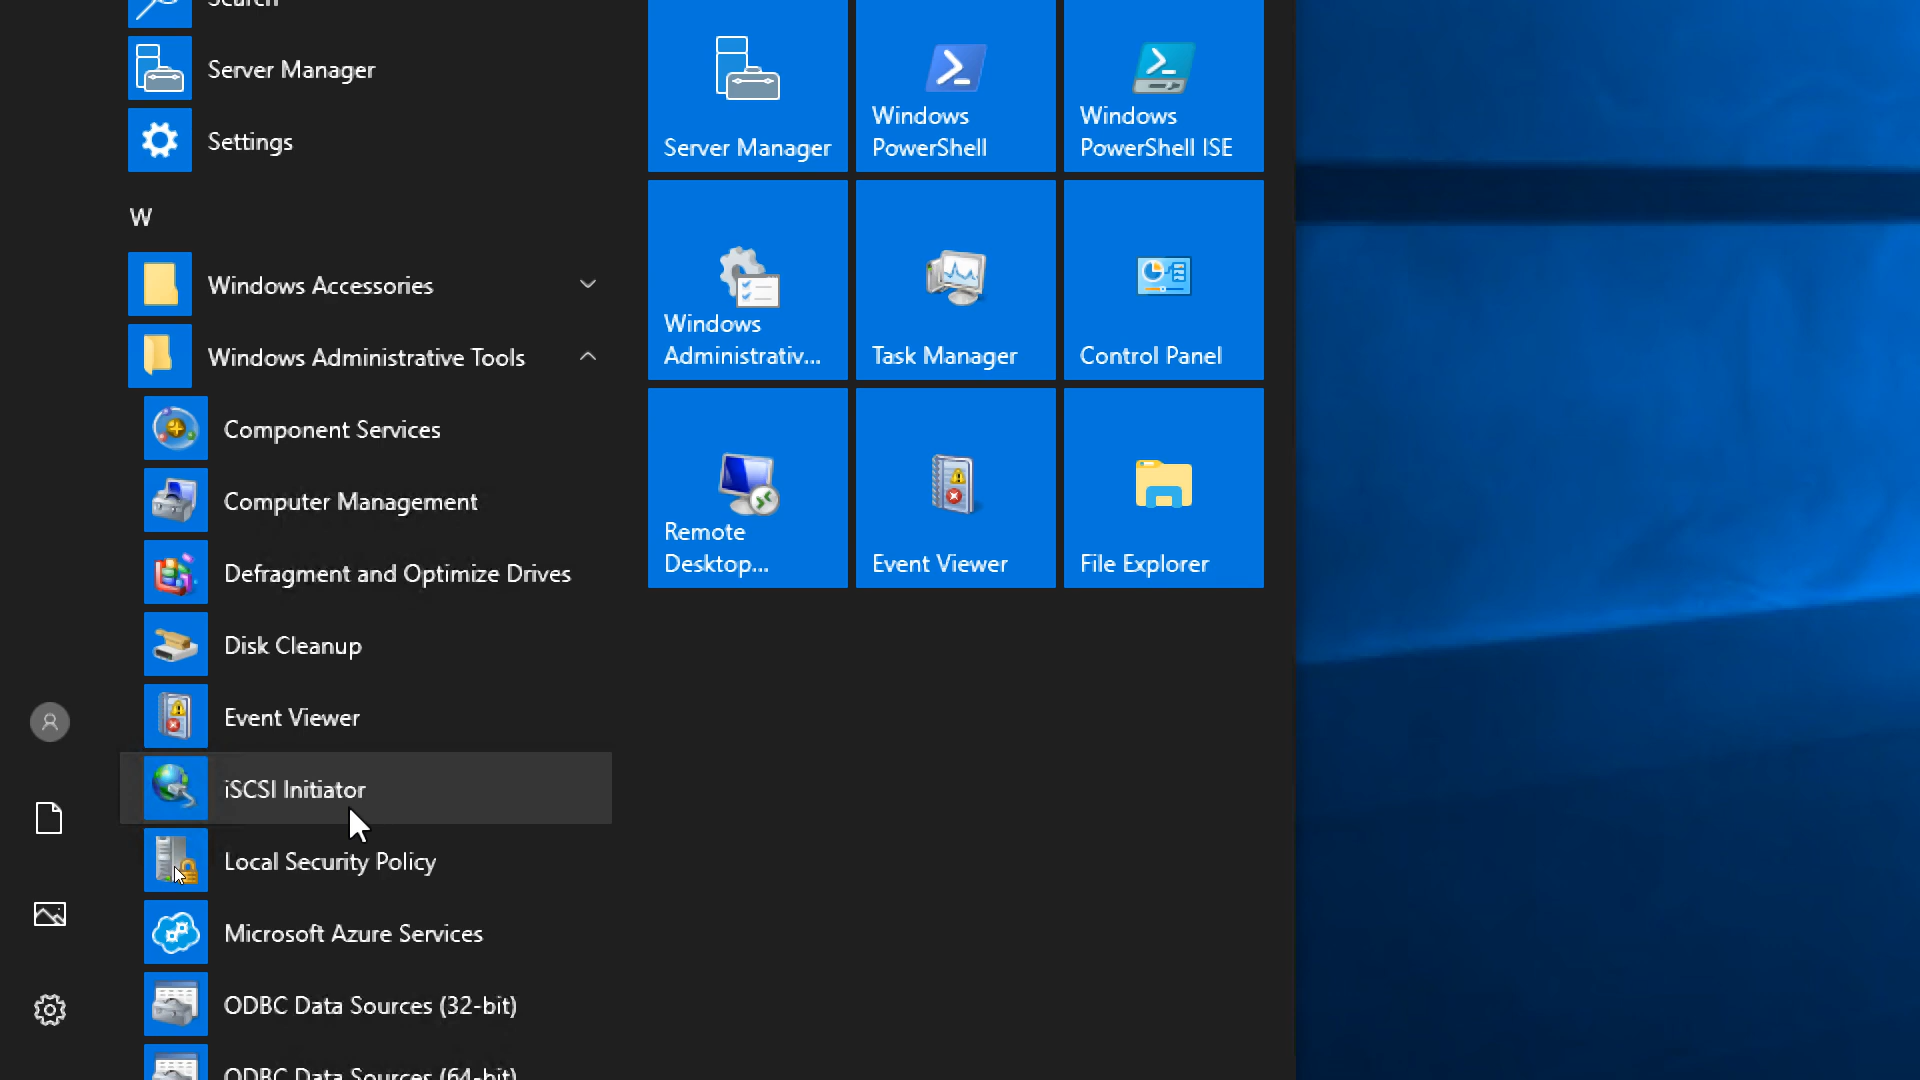 Search
Server Manager
Settings
W
Windows Accessories
Windows Administrative Tools
Component Services
Computer Management
Defragment and Optimize Drives
Disk Cleanup
Event Viewer
iSCSI Initiator
Local Security Policy
Microsoft Azure Services
ODBC Data Sources (32-bit)
ODBC Data Sources (64-bit)
Server Manager
Windows
PowerShell
Windows
PowerShell ISE
Windows
Administrativ...
Task Manager
Control Panel
Remote
Desktop...
Event Viewer
File Explorer